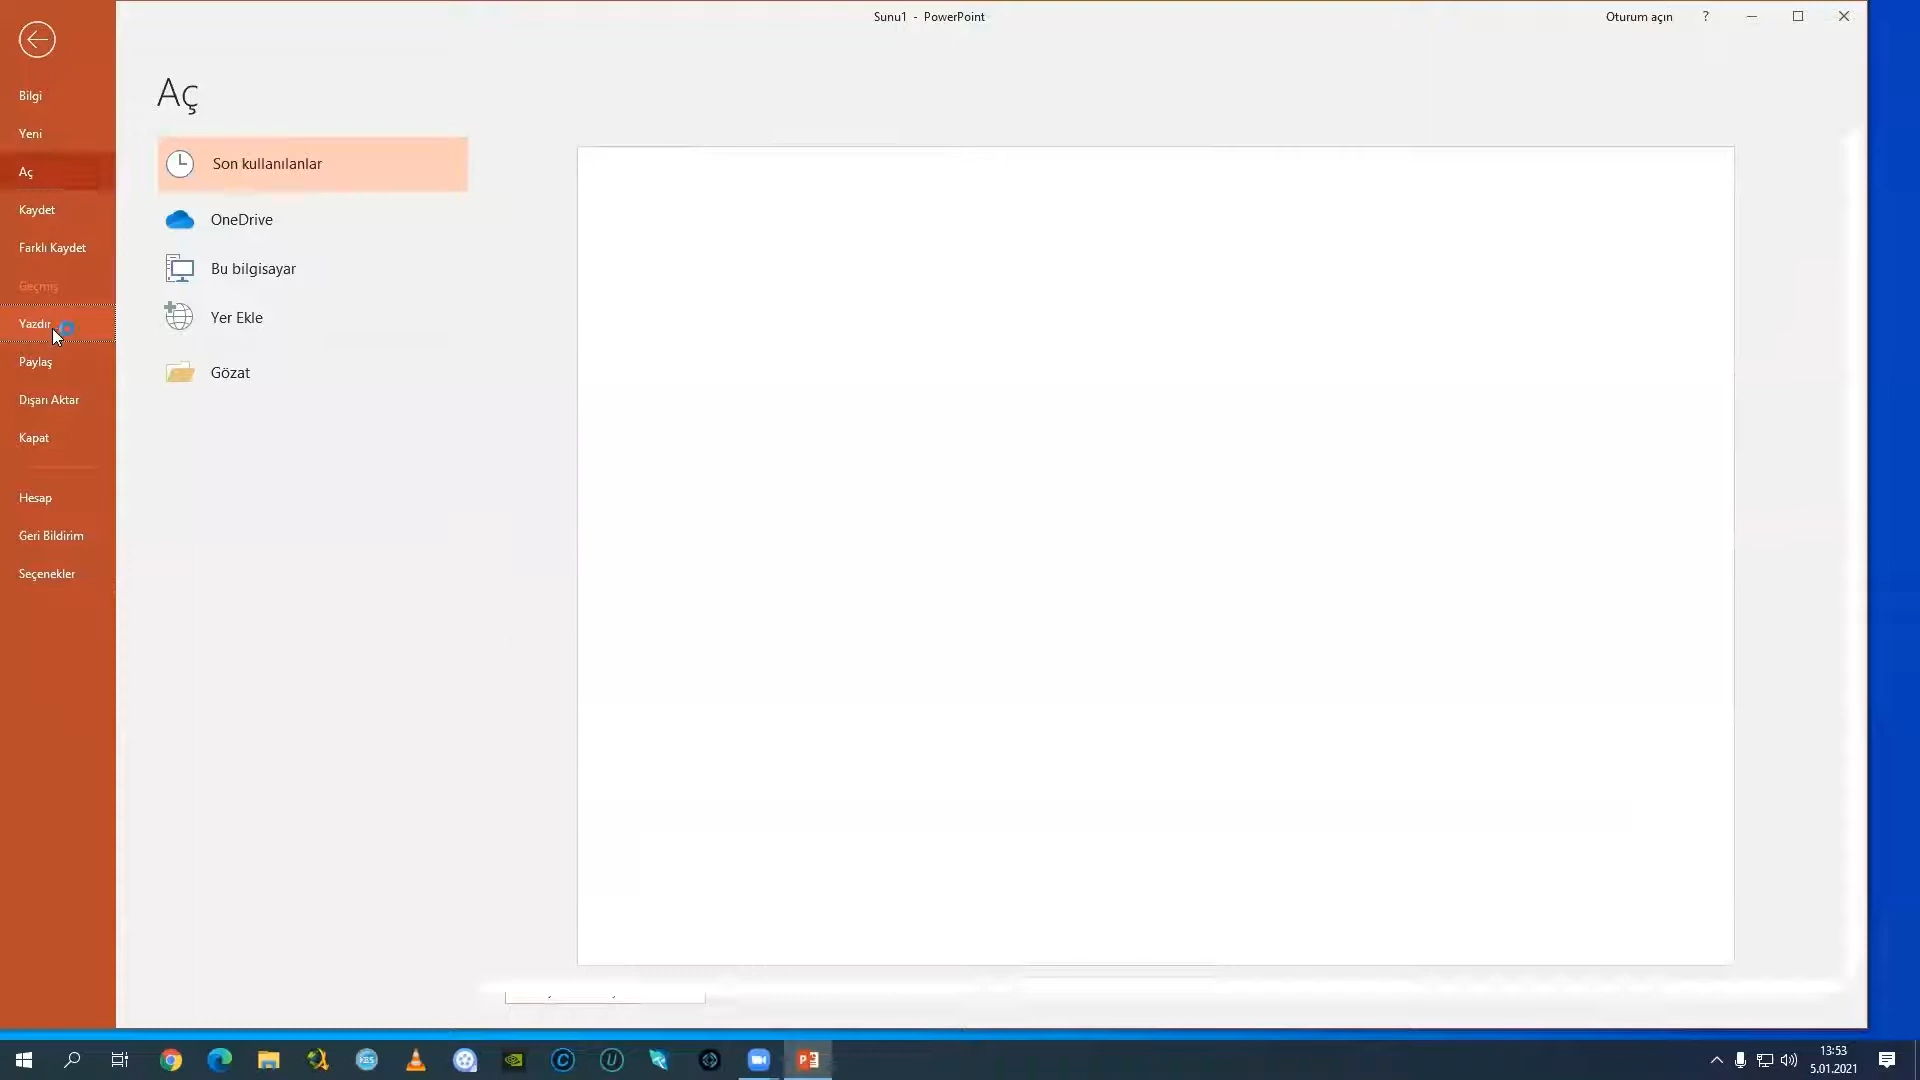 Sunu1 - PowerPoint
Oturum açın
?
Aç
Bilgi
Yeni
Aç
Kaydet
Farklı Kaydet
Geçmiş
Yazdır
Paylaş
Dışarı Aktar
Kapat
Hesap
Geri Bildirim
Seçenekler
Son kullanılanlar
OneDrive
Bu bilgisayar
Yer Ekle
Gözat
13:53
5.01.2021